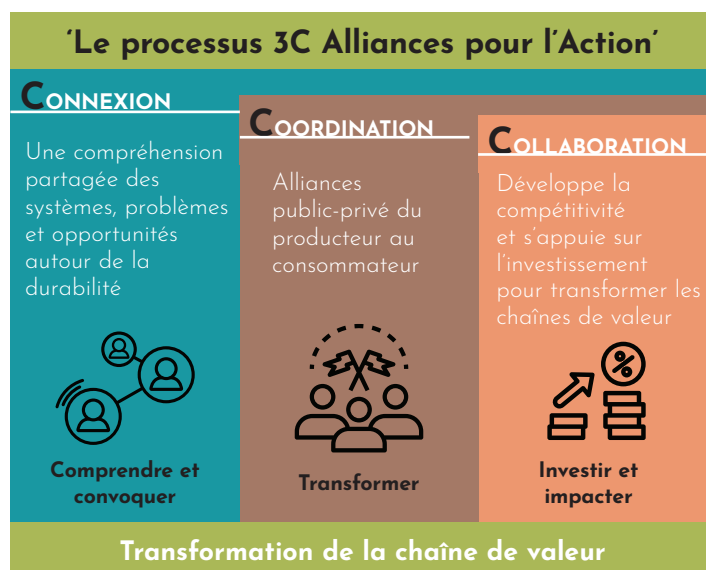 ‘Le processus 3C Alliances pour l’Action’
CONNEXION
Une compréhension
partagée des
systèmes, problèmes
et opportunités
autour de la
durabilité
Comprendre et
convoquer
COORDINATION
Alliances
public-privé du
producteur au
consommateur
Transformer
COLLABORATION
Développe la
compétitivité
et s’appuie sur
l’investissement
pour transformer les
chaînes de valeur
%
Investir et
impacter
Transformation de la chaîne de valeur